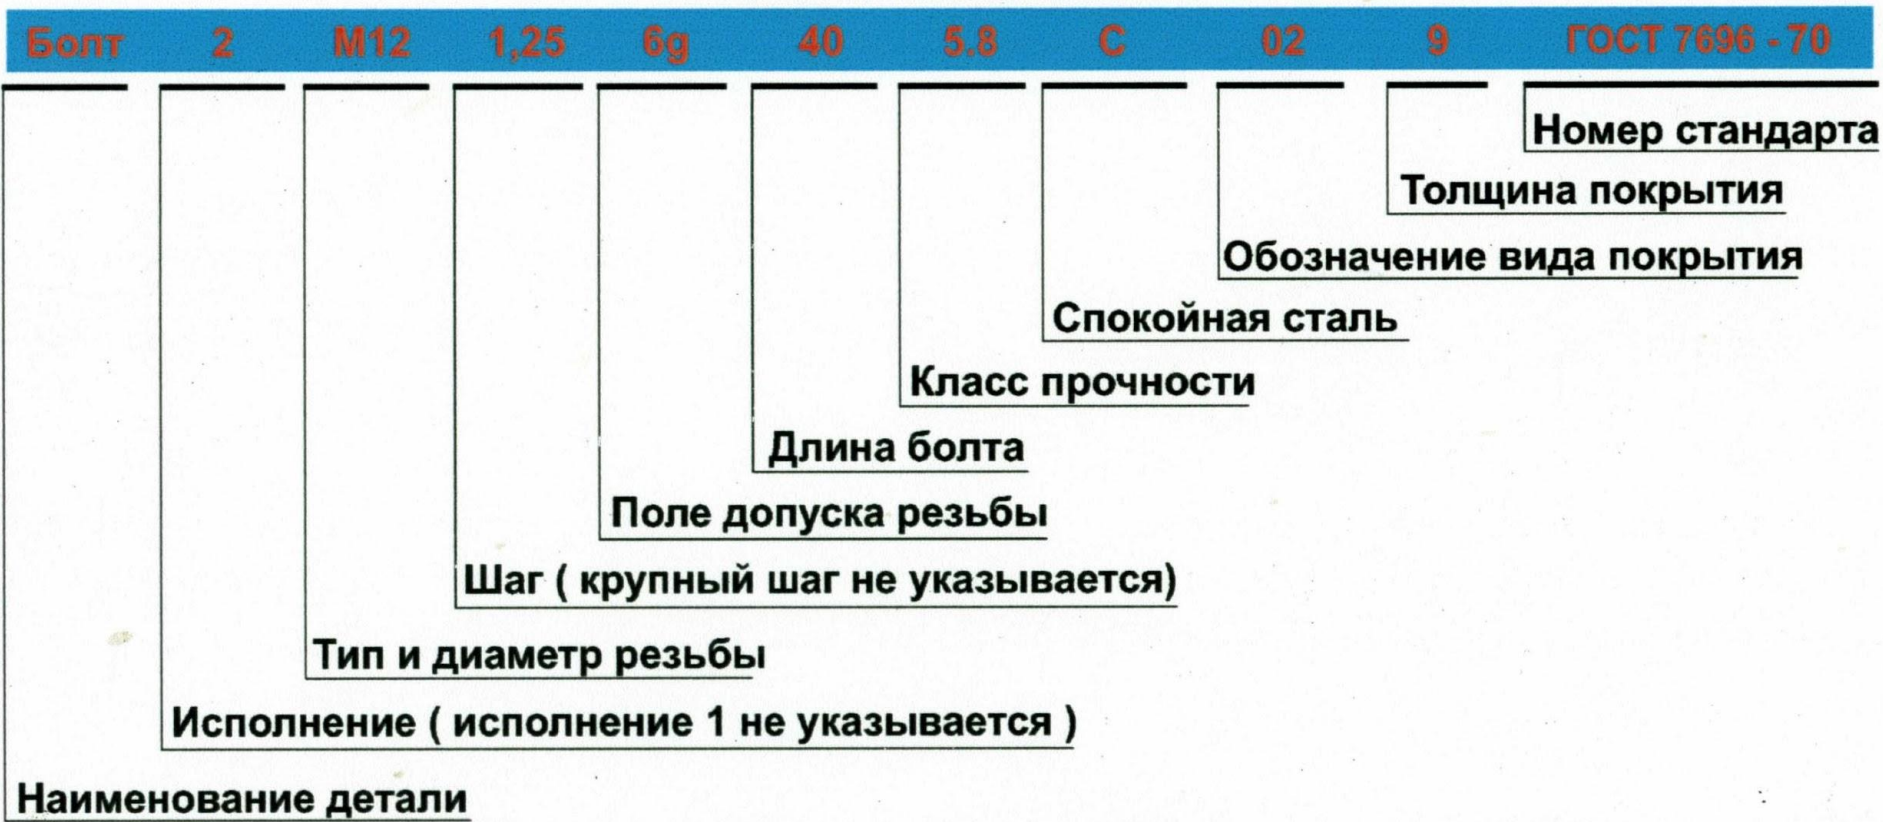 Болт 2 М12 1,25 6g 40 5.8 С 02 9 ГОСТ 7696 - 70
Номер стандарта
Толщина покрытия
Обозначение вида покрытия
Спокойная сталь
Класс прочности
Длина болта
Поле допуска резьбы
Шаг ( крупный шаг не указывается)
Тип и диаметр резьбы
Исполнение ( исполнение 1 не указывается )
Наименование детали